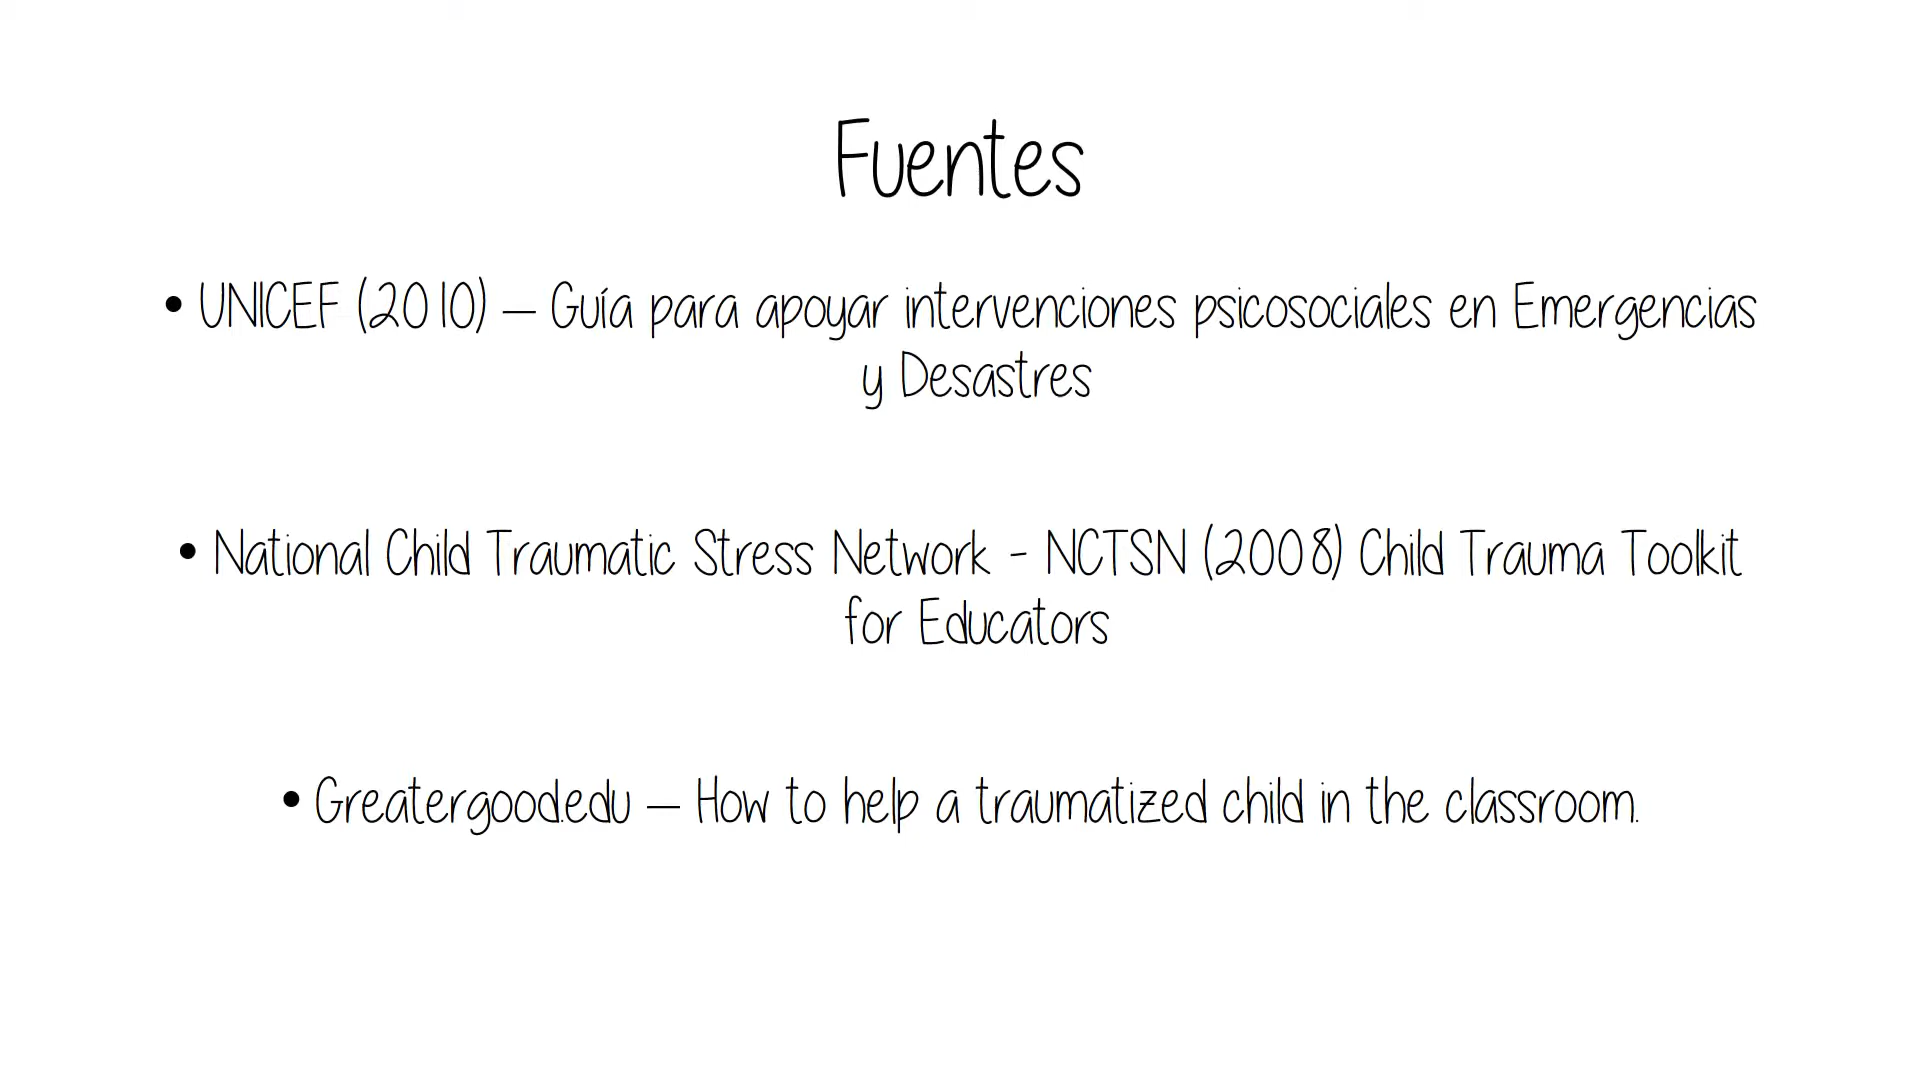 Fuentes
• UNICEF (2010) – Guía para apoyar intervenciones psicosociales en Emergencias
y Desastres
• National Child Traumatic Stress Network - NCTSN (2008) Child Trauma Toolkit
for Educators
• Greatergood.edu – How to help a traumatized child in the classroom.